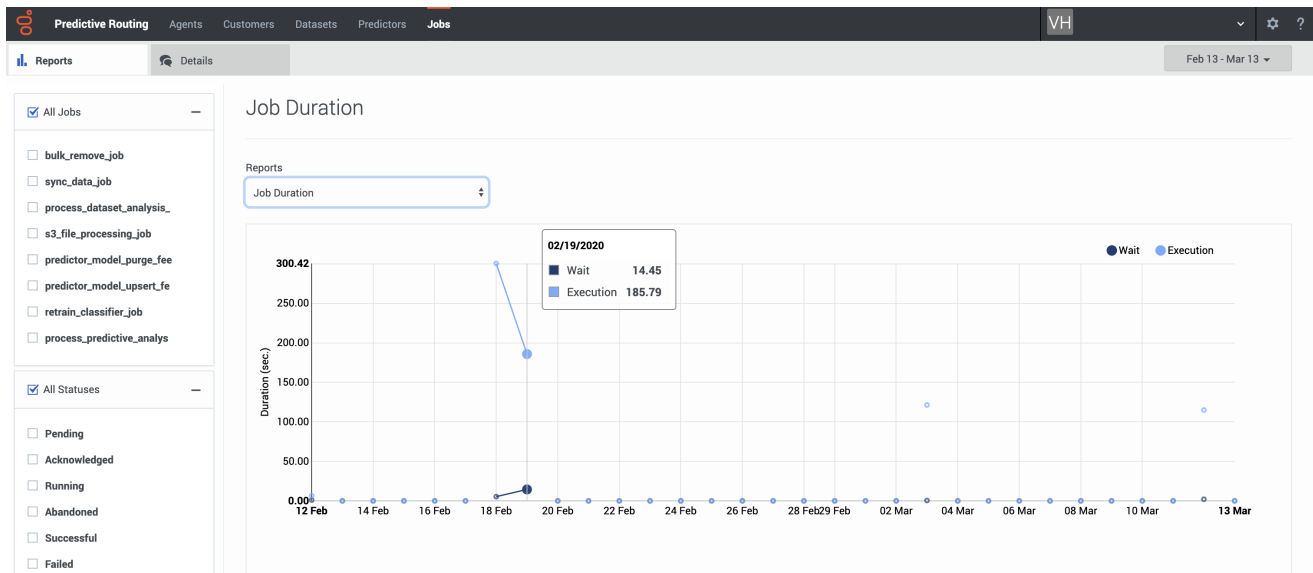 Predictive Routing Agents Customers Datasets Predictors Jobs VH ?
Reports Details Feb 13 - Mar 13
All Jobs
bulk_remove_job
sync_data_job
process_dataset_analysis_
s3_file_processing_job
predictor_model_purge_fee
predictor_model_upsert_fe
retrain_classifier_job
process_predictive_analys
All Statuses
Pending
Acknowledged
Running
Abandoned
Successful
Failed
Job Duration
Reports
Job Duration
02/19/2020
Wait 14.45
Execution 185.79
Wait Execution
Duration (sec.)
300.42
250.00
200.00
150.00
100.00
50.00
0.00
12 Feb 14 Feb 16 Feb 18 Feb 20 Feb 22 Feb 24 Feb 26 Feb 28 Feb 29 Feb 02 Mar 04 Mar 06 Mar 08 Mar 10 Mar 13 Mar